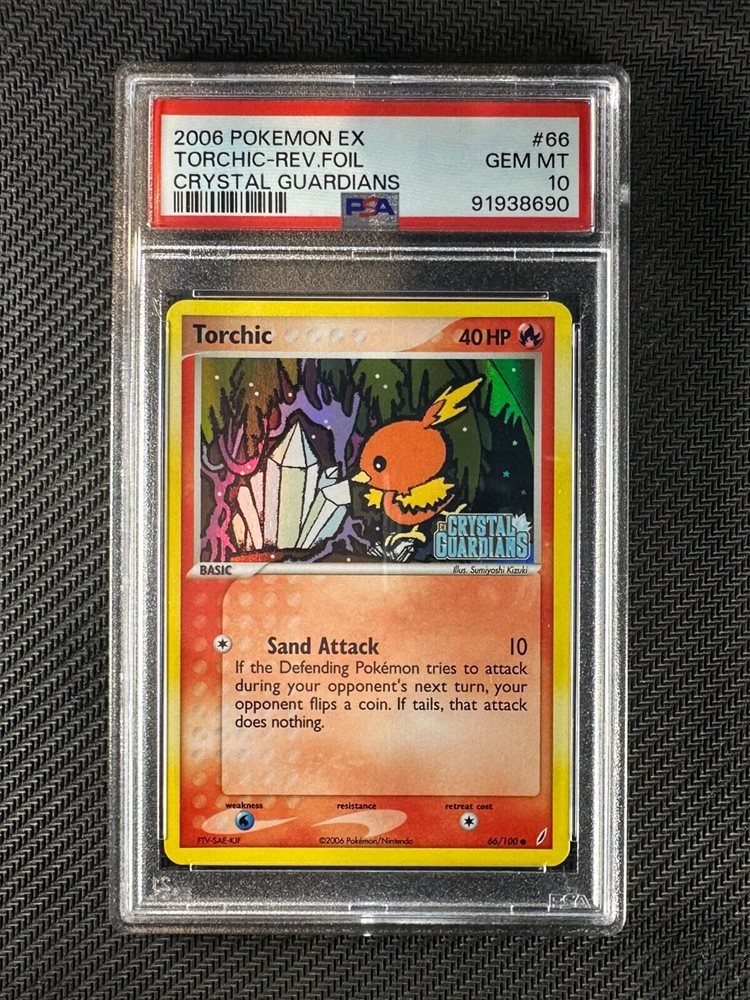 2006 POKEMON EX #66
TORCHIC-REV.FOIL GEM MT
CRYSTAL GUARDIANS 10
PSA 91938690
Torchic 40 HP
EX CRYSTAL
GUARDIANS
BASIC
Illus. Sumiyoshi Kizuki
Sand Attack 10
If the Defending Pokémon tries to attack
during your opponent's next turn, your
opponent flips a coin. If tails, that attack
does nothing.
weakness resistance retreat cost
FTV-SAE-KJF ©2006 Pokémon/Nintendo 66/100
PSA